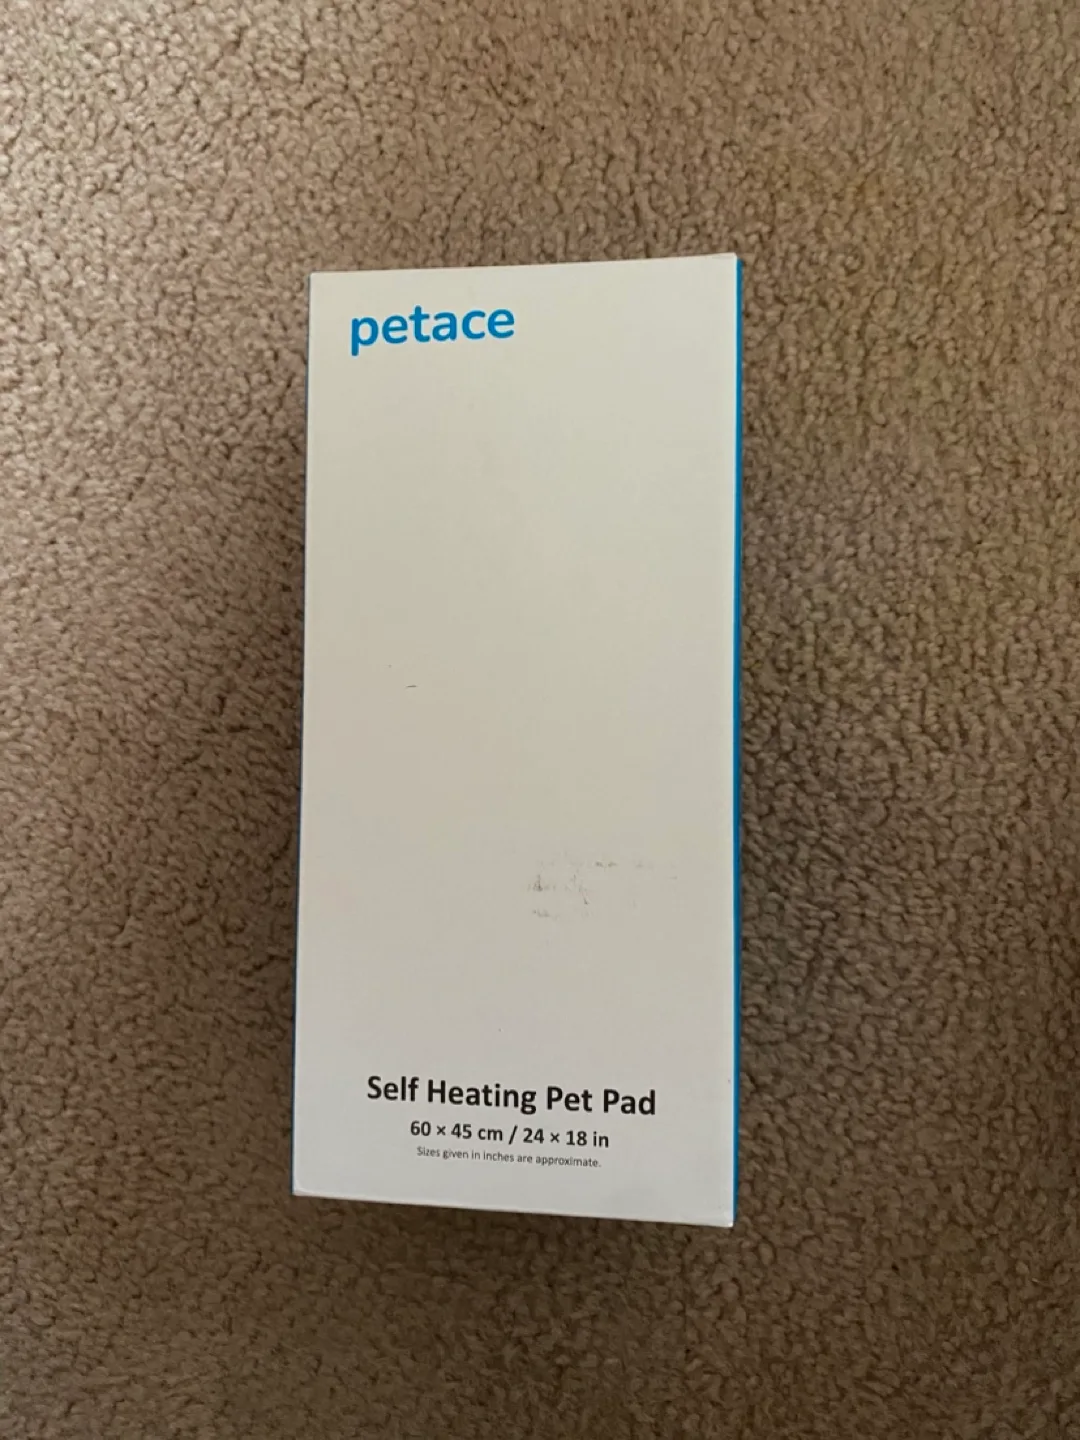 petace
Self Heating Pet Pad
60 × 45 cm / 24 × 18 in
Sizes given in inches are approximate.